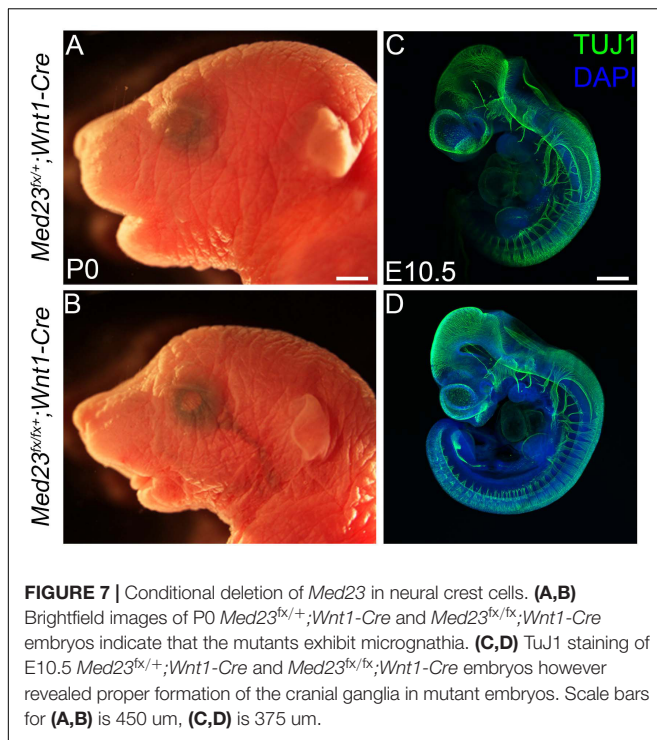 A
C
TUJ1
DAPI
Med23fx/+;Wnt1-Cre
P0
E10.5
B
D
Med23fx/fx+;Wnt1-Cre
FIGURE 7 | Conditional deletion of Med23 in neural crest cells. (A,B)
Brightfield images of P0 Med23fx/+;Wnt1-Cre and Med23fx/fx;Wnt1-Cre
embryos indicate that the mutants exhibit micrognathia. (C,D) TuJ1 staining of
E10.5 Med23fx/+;Wnt1-Cre and Med23fx/fx;Wnt1-Cre embryos however
revealed proper formation of the cranial ganglia in mutant embryos. Scale bars
for (A,B) is 450 um, (C,D) is 375 um.